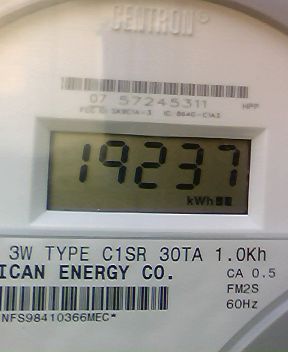 CENTRON®
07 57245311 HPP
19237
kWh
3W TYPE C1SR 30TA 1.0Kh
ICAN ENERGY CO. CA 0.5
FM2S
60Hz
NFS98410366MEC*